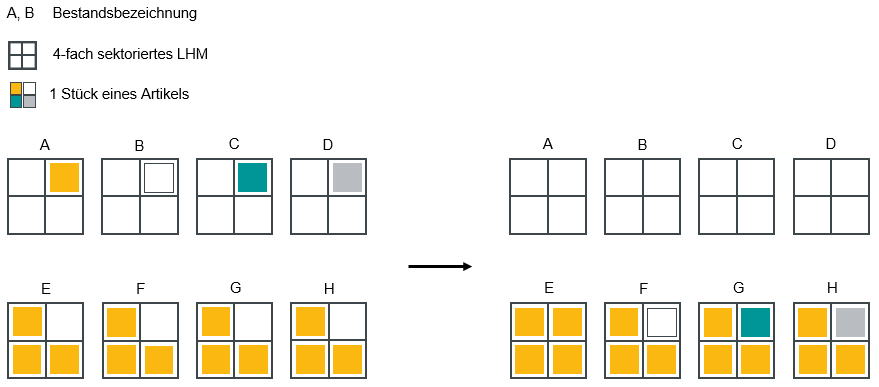 A, B Bestandsbezeichnung
4-fach sektoriertes LHM
1 Stück eines Artikels
A B C D A B C D
E F G H E F G H